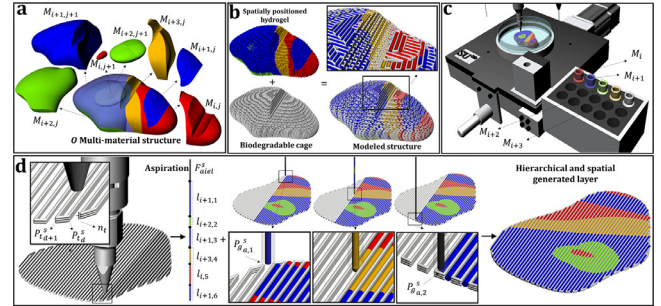 a
M_{i+1,j+1}
M_{i+2,j+1}
M_{i+3,j}
M_{i,j+1}
M_{i+1,j}
M_{i+2,j}
M_{i,j}
O Multi-material structure
b
Spatially positioned
hydrogel
+
=
Biodegradable cage
Modeled structure
c
M_i
M_{i+1}
M_{i+2}
M_{i+3}
d
Aspiration
F^s_{aiel}
l_{i+1,1}
l_{i+2,2}
l_{i+1,3}
+
l_{i+3,4}
l_{i,5}
l_{i+1,6}
P^s_{t_{d+1}}
P^s_{t_d}
n_t
P^s_{g_{a,1}}
P^s_{g_{a,2}}
Hierarchical and spatial
generated layer